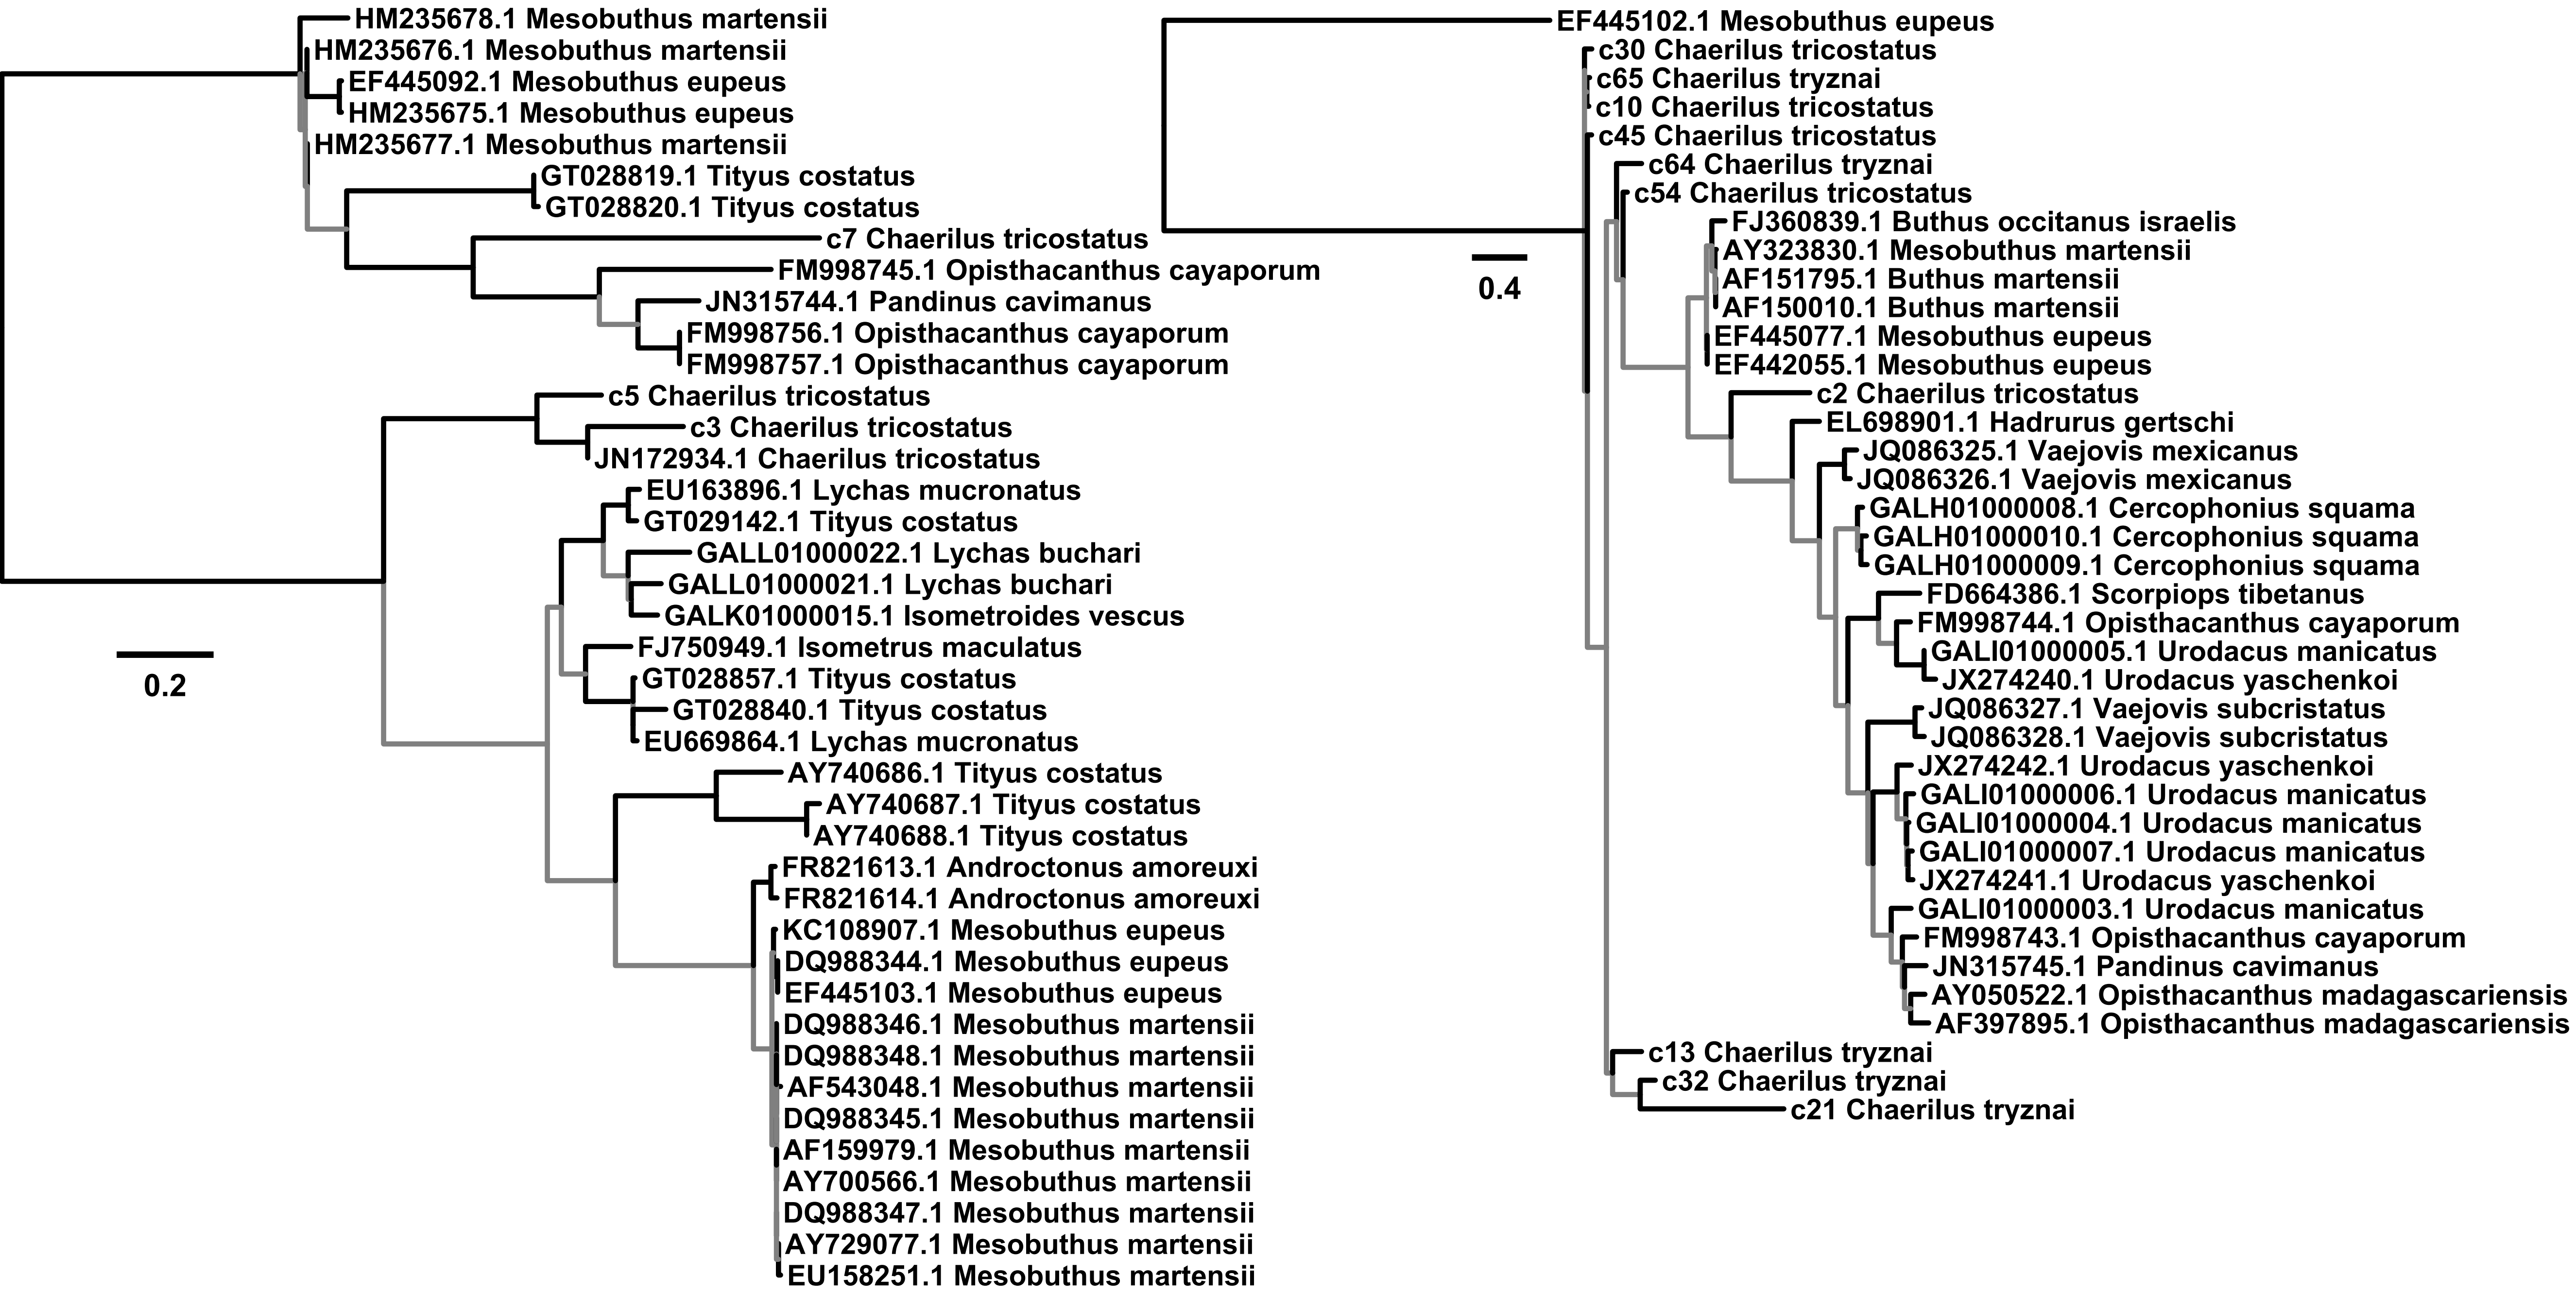 HM235678.1 Mesobuthus martensii
HM235676.1 Mesobuthus martensii
EF445092.1 Mesobuthus eupeus
HM235675.1 Mesobuthus eupeus
HM235677.1 Mesobuthus martensii
GT028819.1 Tityus costatus
GT028820.1 Tityus costatus
c7 Chaerilus tricostatus
FM998745.1 Opisthacanthus cayaporum
JN315744.1 Pandinus cavimanus
FM998756.1 Opisthacanthus cayaporum
FM998757.1 Opisthacanthus cayaporum
c5 Chaerilus tricostatus
c3 Chaerilus tricostatus
JN172934.1 Chaerilus tricostatus
EU163896.1 Lychas mucronatus
GT029142.1 Tityus costatus
GALL01000022.1 Lychas buchari
GALL01000021.1 Lychas buchari
GALK01000015.1 Isometroides vescus
FJ750949.1 Isometrus maculatus
GT028857.1 Tityus costatus
GT028840.1 Tityus costatus
EU669864.1 Lychas mucronatus
AY740686.1 Tityus costatus
AY740687.1 Tityus costatus
AY740688.1 Tityus costatus
FR821613.1 Androctonus amoreuxi
FR821614.1 Androctonus amoreuxi
KC108907.1 Mesobuthus eupeus
DQ988344.1 Mesobuthus eupeus
EF445103.1 Mesobuthus eupeus
DQ988346.1 Mesobuthus martensii
DQ988348.1 Mesobuthus martensii
AF543048.1 Mesobuthus martensii
DQ988345.1 Mesobuthus martensii
AF159979.1 Mesobuthus martensii
AY700566.1 Mesobuthus martensii
DQ988347.1 Mesobuthus martensii
AY729077.1 Mesobuthus martensii
EU158251.1 Mesobuthus martensii
0.2
EF445102.1 Mesobuthus eupeus
c30 Chaerilus tricostatus
c65 Chaerilus tryznai
c10 Chaerilus tricostatus
c45 Chaerilus tricostatus
c64 Chaerilus tryznai
c54 Chaerilus tricostatus
FJ360839.1 Buthus occitanus israelis
AY323830.1 Mesobuthus martensii
AF151795.1 Buthus martensii
AF150010.1 Buthus martensii
EF445077.1 Mesobuthus eupeus
EF442055.1 Mesobuthus eupeus
c2 Chaerilus tricostatus
EL698901.1 Hadrurus gertschi
JQ086325.1 Vaejovis mexicanus
JQ086326.1 Vaejovis mexicanus
GALH01000008.1 Cercophonius squama
GALH01000010.1 Cercophonius squama
GALH01000009.1 Cercophonius squama
FD664386.1 Scorpiops tibetanus
FM998744.1 Opisthacanthus cayaporum
GALI01000005.1 Urodacus manicatus
JX274240.1 Urodacus yaschenkoi
JQ086327.1 Vaejovis subcristatus
JQ086328.1 Vaejovis subcristatus
JX274242.1 Urodacus yaschenkoi
GALI01000006.1 Urodacus manicatus
GALI01000004.1 Urodacus manicatus
GALI01000007.1 Urodacus manicatus
JX274241.1 Urodacus yaschenkoi
GALI01000003.1 Urodacus manicatus
FM998743.1 Opisthacanthus cayaporum
JN315745.1 Pandinus cavimanus
AY050522.1 Opisthacanthus madagascariensis
AF397895.1 Opisthacanthus madagascariensis
c13 Chaerilus tryznai
c32 Chaerilus tryznai
c21 Chaerilus tryznai
0.4